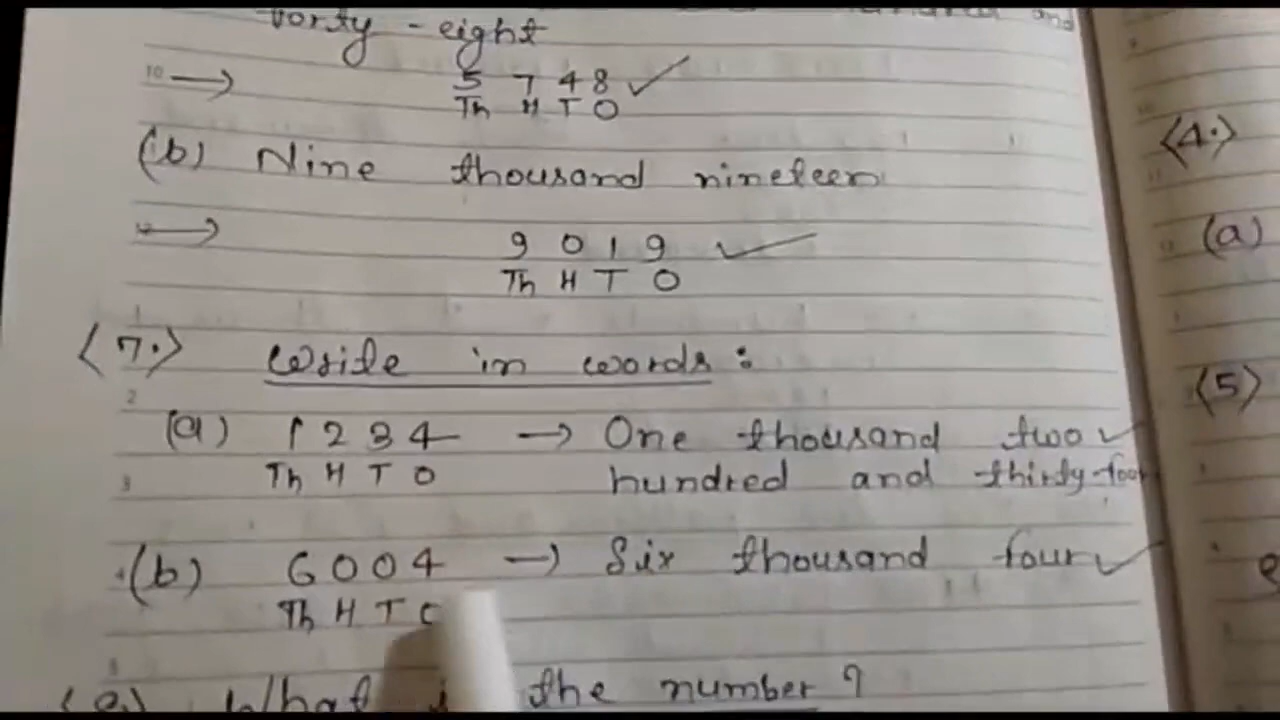 forty-eight
and
→ 5 7 4 8 ✓
Th H T O
(b) Nine thousand nineteen
→ 9 0 1 9 ✓
Th H T O
<7.> Write in words:
(a) 1 2 3 4 → One thousand two ✓
Th H T O hundred and thirty-four
(b) 6 0 0 4 → Six thousand four ✓
Th H T O
What the number?
<4.>
(a)
<5>